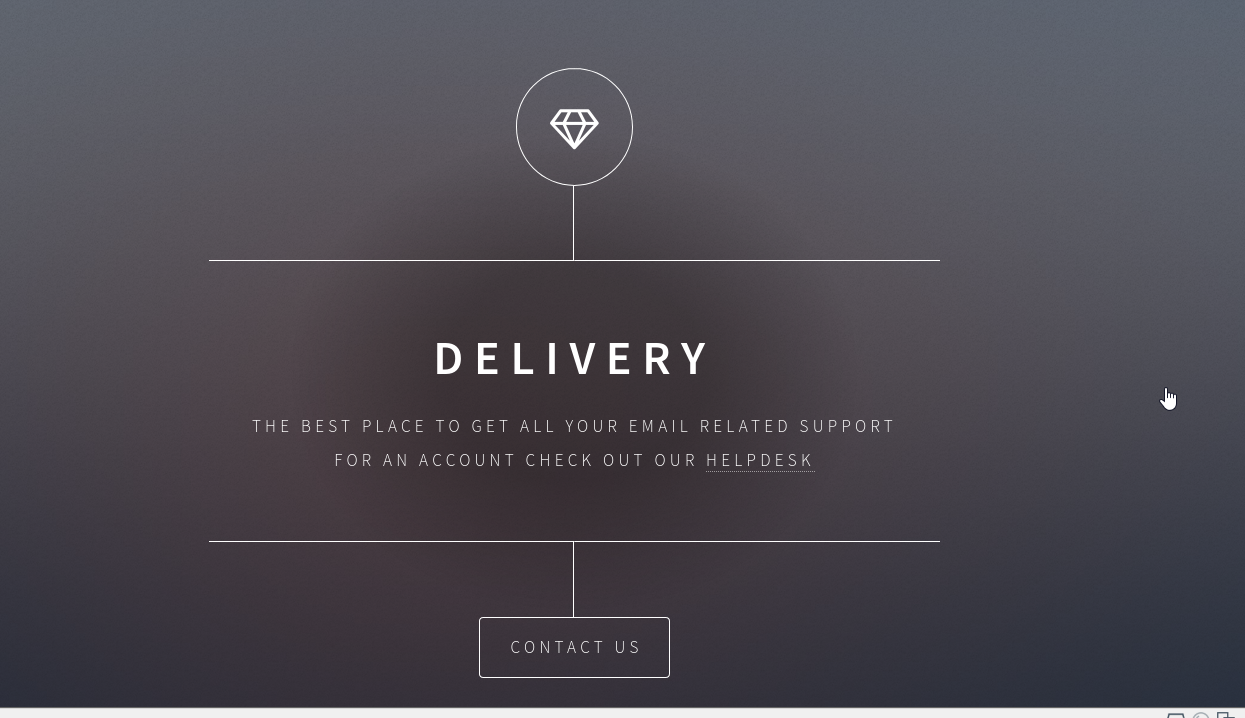 DELIVERY
THE BEST PLACE TO GET ALL YOUR EMAIL RELATED SUPPORT
FOR AN ACCOUNT CHECK OUT OUR HELPDESK
CONTACT US